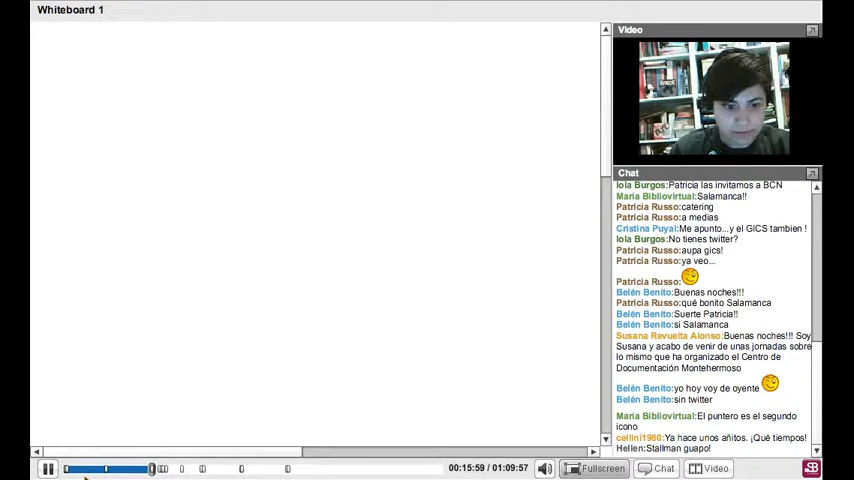 Whiteboard 1
Video
Chat
lola Burgos:Patricia las invitamos a BCN
Maria Bibliovirtual:Salamanca!!
Patricia Russo:catering
Patricia Russo:a medias
Cristina Puyal:Me apunto...y el GICS tambien !
lola Burgos:No tienes twitter?
Patricia Russo:aupa gics!
Patricia Russo:ya veo...
Patricia Russo:
Belén Benito:Buenas noches!!!
Patricia Russo:qué bonito Salamanca
Belén Benito:Suerte Patricia!!
Belén Benito:si Salamanca
Susana Revuelta Alonso:Buenas noches!!! Soy
Susana y acabo de venir de unas jornadas sobre
lo mismo que ha organizado el Centro de
Documentación Montehermoso
Belén Benito:yo hoy voy de oyente
Belén Benito:sin twitter
Maria Bibliovirtual:El puntero es el segundo
icono
cellini1980:Ya hace unos añitos. ¡Qué tiempos!
Hellen:Stallman guapo!
00:15:59 / 01:09:57
Fullscreen
Chat
Video
SB